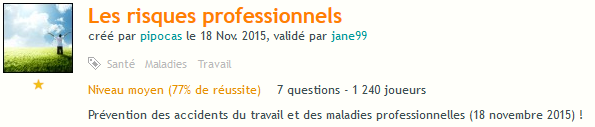 Les risques professionnels
créé par pipocas le 18 Nov. 2015, validé par jane99
Santé Maladies Travail
Niveau moyen (77% de réussite) 7 questions - 1 240 joueurs
Prévention des accidents du travail et des maladies professionnelles (18 novembre 2015) !